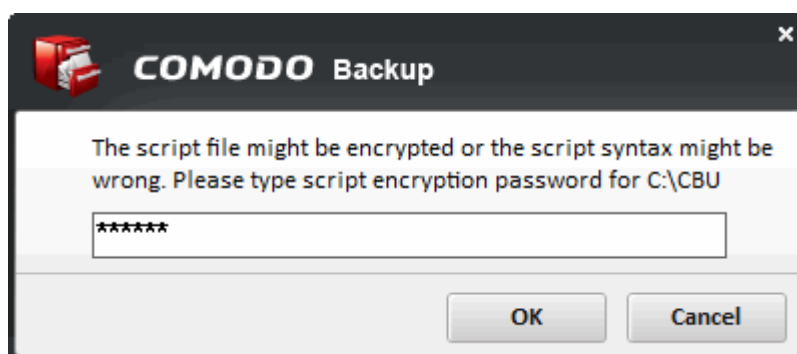 COMODO Backup
The script file might be encrypted or the script syntax might be
wrong. Please type script encryption password for C:\CBU
******
OK Cancel